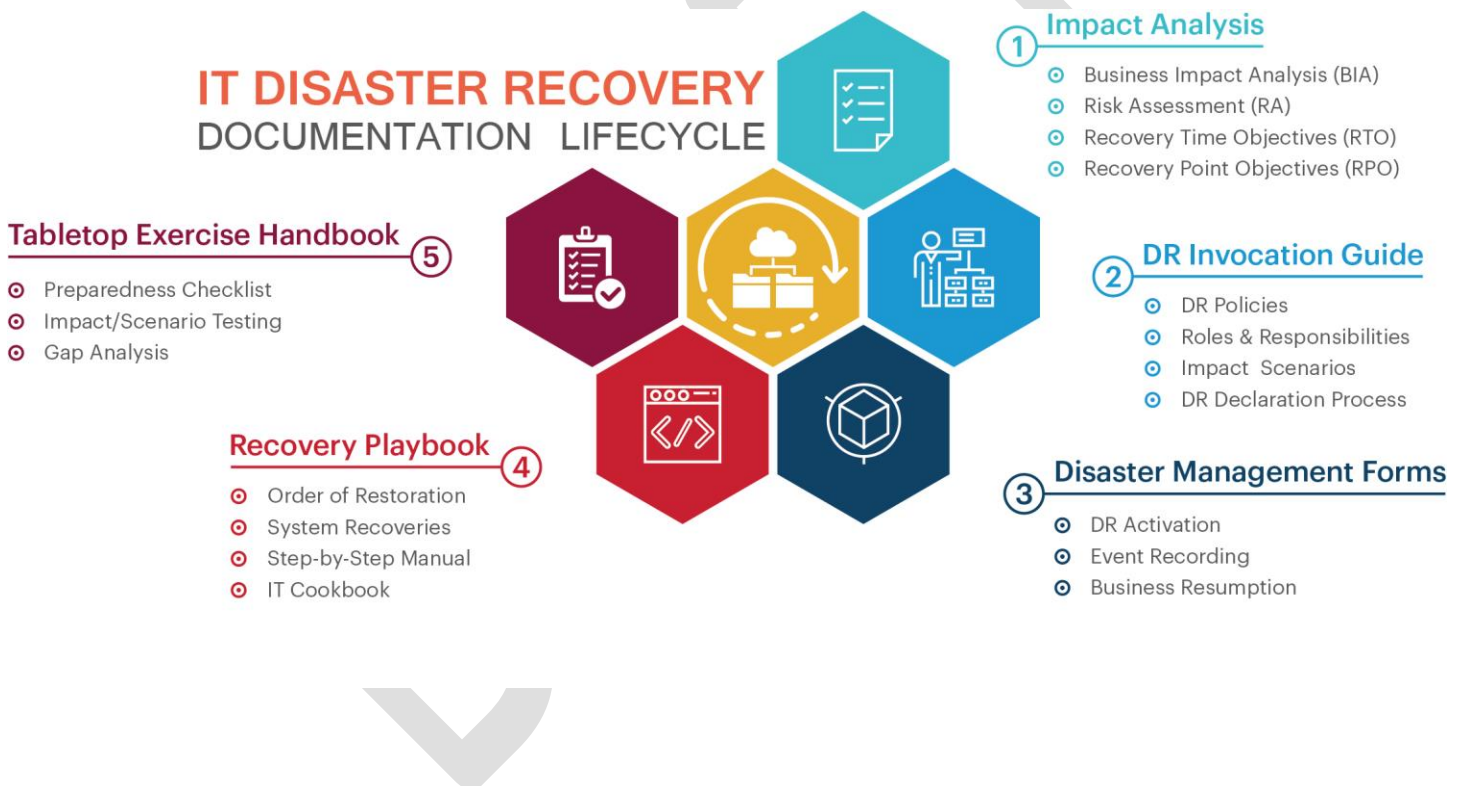 IT DISASTER RECOVERY
DOCUMENTATION LIFECYCLE
1
Impact Analysis
Business Impact Analysis (BIA)
Risk Assessment (RA)
Recovery Time Objectives (RTO)
Recovery Point Objectives (RPO)
2
DR Invocation Guide
DR Policies
Roles & Responsibilities
Impact Scenarios
DR Declaration Process
3
Disaster Management Forms
DR Activation
Event Recording
Business Resumption
Recovery Playbook
4
Order of Restoration
System Recoveries
Step-by-Step Manual
IT Cookbook
Tabletop Exercise Handbook
5
Preparedness Checklist
Impact/Scenario Testing
Gap Analysis